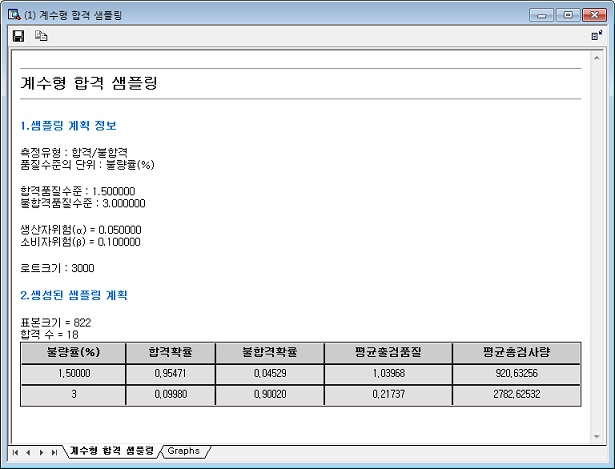 (1) 계수형 합격 샘플링
계수형 합격 샘플링
1.샘플링 계획 정보
측정유형 : 합격/불합격
품질수준의 단위 : 불량률(%)
합격품질수준 : 1.500000
불합격품질수준 : 3.000000
생산자위험(α) = 0.050000
소비자위험(β) = 0.100000
로트크기 : 3000
2.생성된 샘플링 계획
표본크기 = 822
합격 수 = 18
불량률(%) 합격확률 불합격확률 평균출검품질 평균총검사량
1.50000 0.95471 0.04529 1.03968 920.63256
3 0.09980 0.90020 0.21737 2782.62532
계수형 합격 샘플링 Graphs